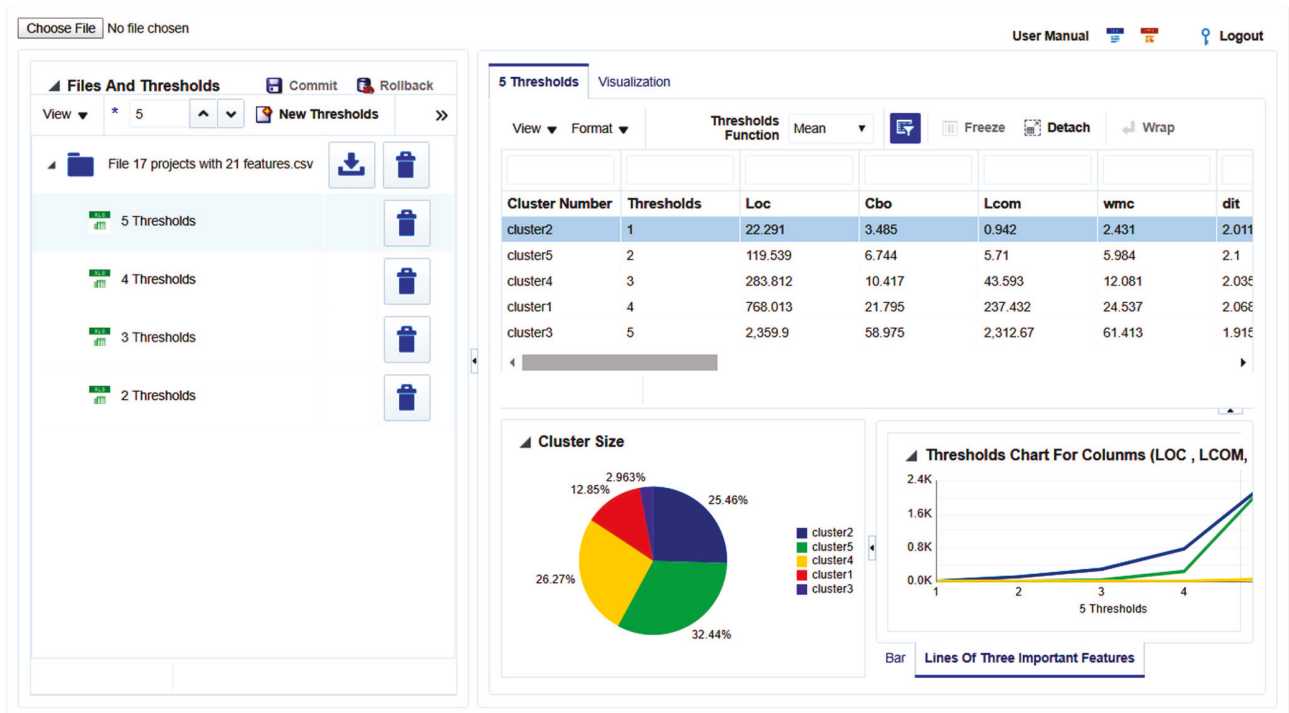 Choose File No file chosen
User Manual Logout
Files And Thresholds Commit Rollback
View * 5 New Thresholds »
File 17 projects with 21 features.csv
XLS 5 Thresholds
XLS 4 Thresholds
XLS 3 Thresholds
XLS 2 Thresholds
5 Thresholds Visualization
View Format Thresholds Function Mean Freeze Detach Wrap
Cluster Number Thresholds Loc Cbo Lcom wmc dit
cluster2 1 22.291 3.485 0.942 2.431 2.011
cluster5 2 119.539 6.744 5.71 5.984 2.1
cluster4 3 283.812 10.417 43.593 12.081 2.035
cluster1 4 768.013 21.795 237.432 24.537 2.068
cluster3 5 2,359.9 58.975 2,312.67 61.413 1.915
Cluster Size
2.963%
12.85%
25.46%
26.27%
32.44%
cluster2
cluster5
cluster4
cluster1
cluster3
Thresholds Chart For Colunms (LOC , LCOM,
2.4K
1.6K
0.8K
0.0K
1 2 3 4
5 Thresholds
Bar Lines Of Three Important Features